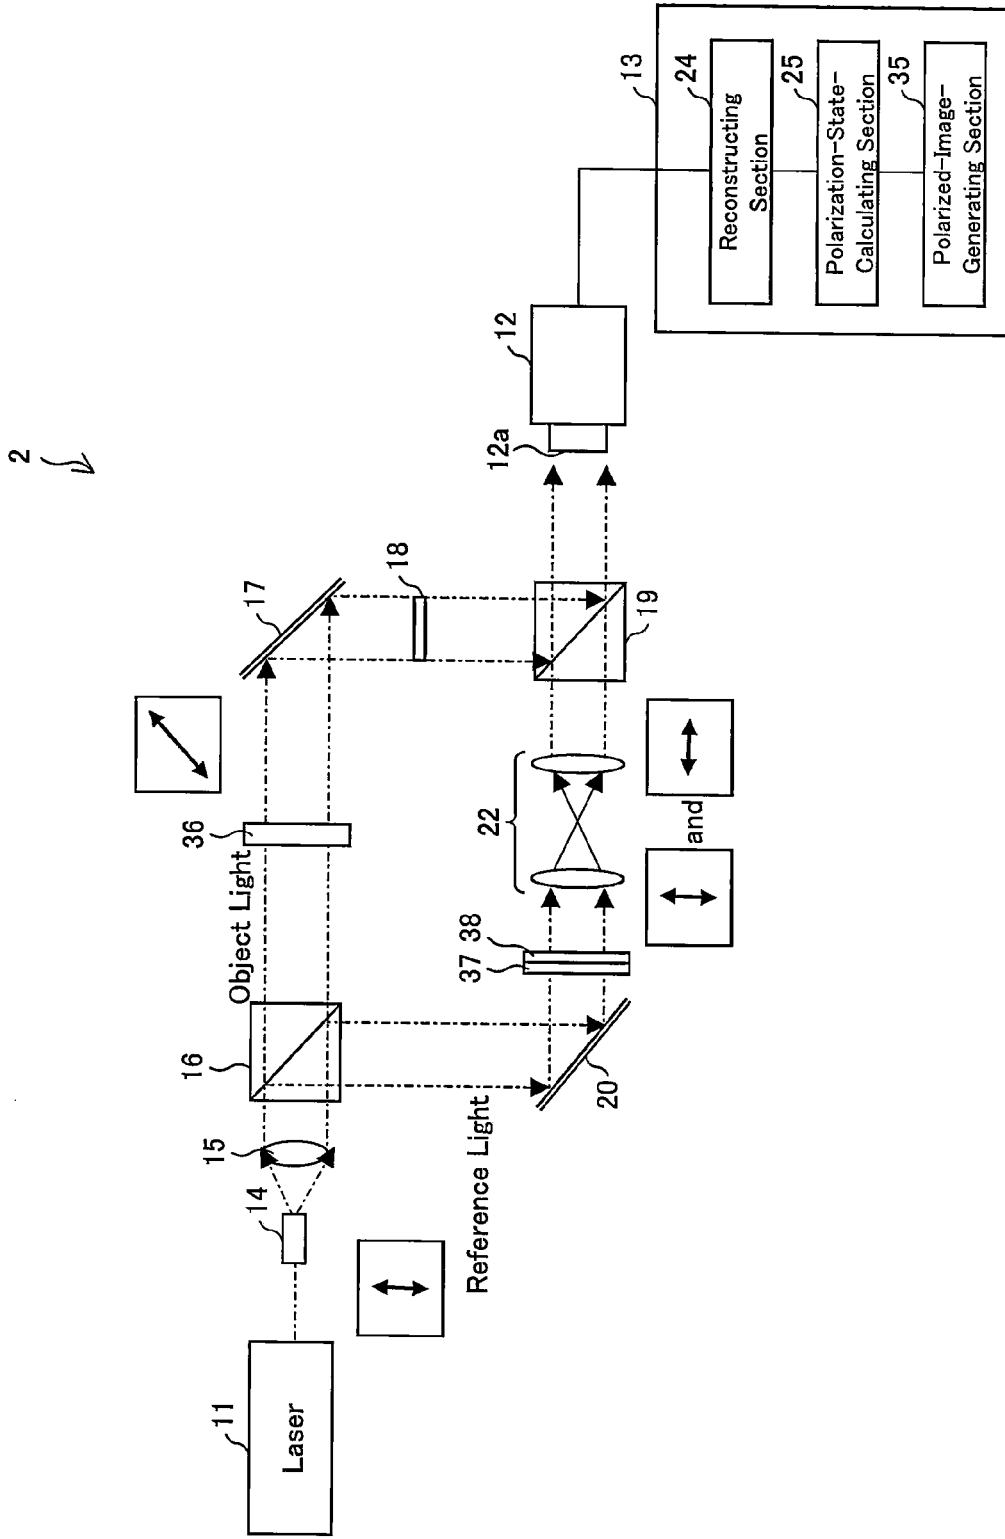 2
11
Laser
14
15
16
Object Light
36
17
18
Reference Light
20
37
38
22
and
19
12a
12
13
24
Reconstructing
Section
25
Polarization-State-
Calculating Section
35
Polarized-Image-
Generating Section